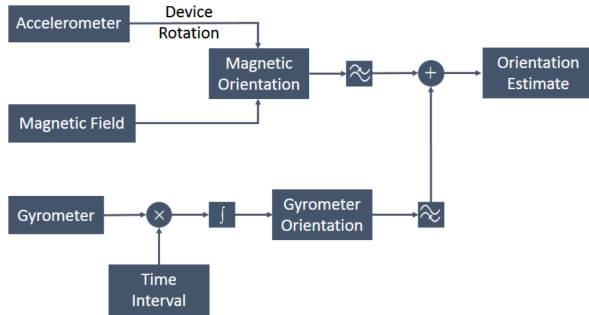 Accelerometer
Device
Rotation
Magnetic
Orientation
+
Orientation
Estimate
Magnetic Field
Gyrometer
×
∫
Gyrometer
Orientation
Time
Interval